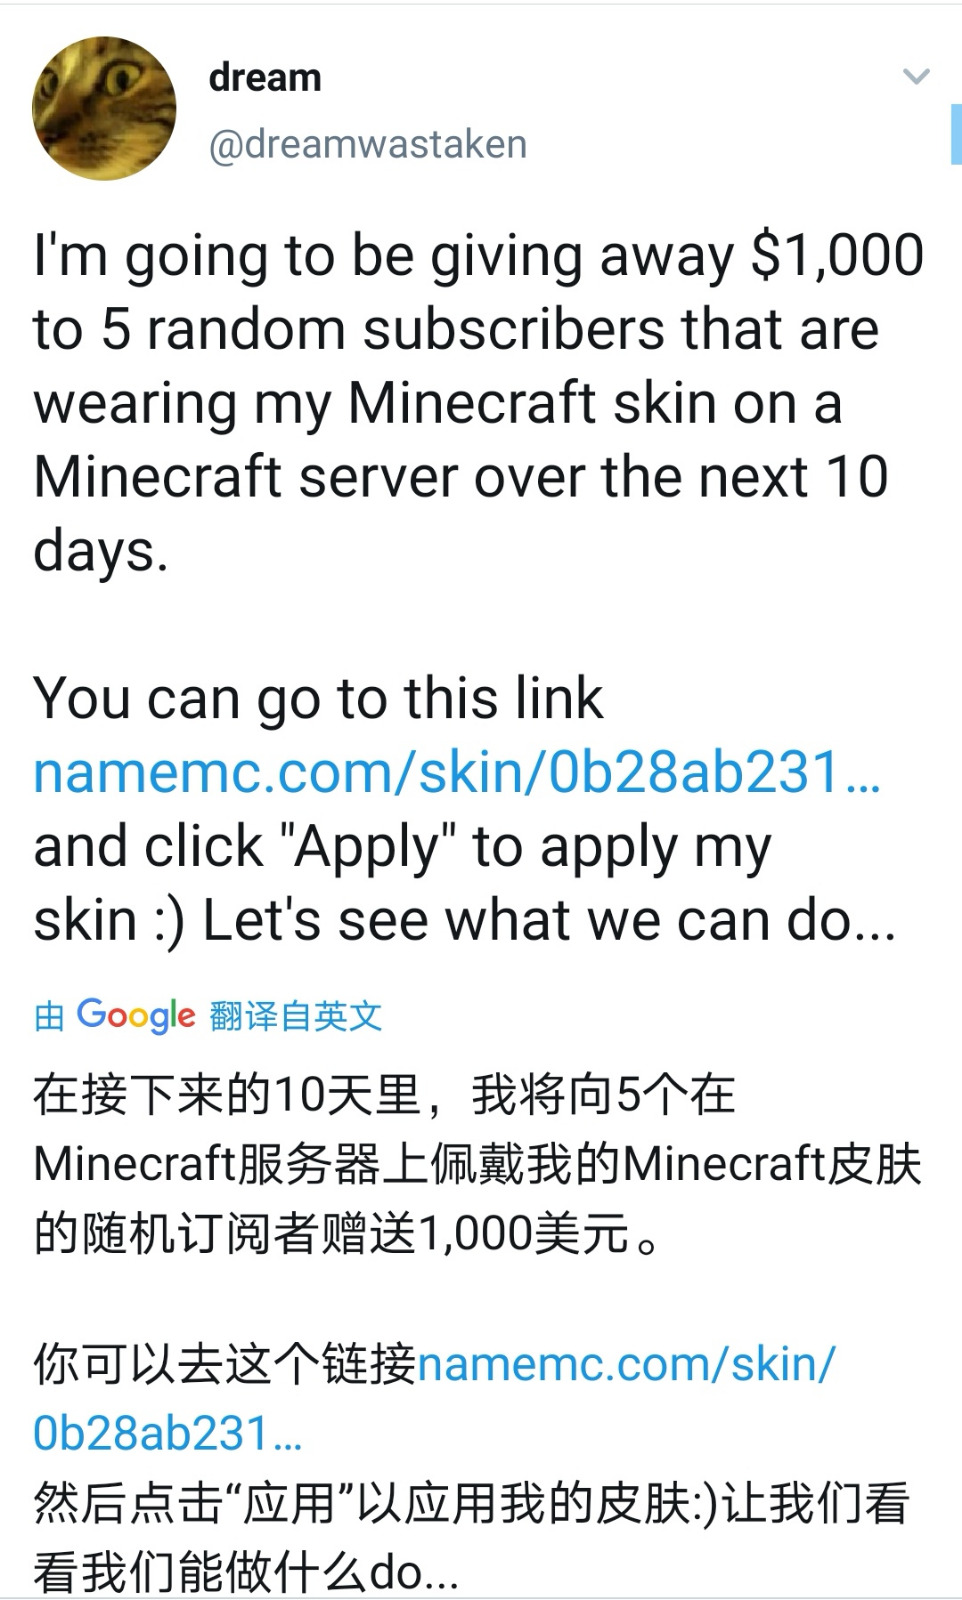 dream
@dreamwastaken
I'm going to be giving away $1,000
to 5 random subscribers that are
wearing my Minecraft skin on a
Minecraft server over the next 10
days.
You can go to this link
namemc.com/skin/0b28ab231…
and click "Apply" to apply my
skin :) Let's see what we can do...
由 Google 翻译自英文
在接下来的10天里，我将向5个在
Minecraft服务器上佩戴我的Minecraft皮肤
的随机订阅者赠送1,000美元。
你可以去这个链接namemc.com/skin/
0b28ab231…
然后点击“应用”以应用我的皮肤:)让我们看
看我们能做什么do...